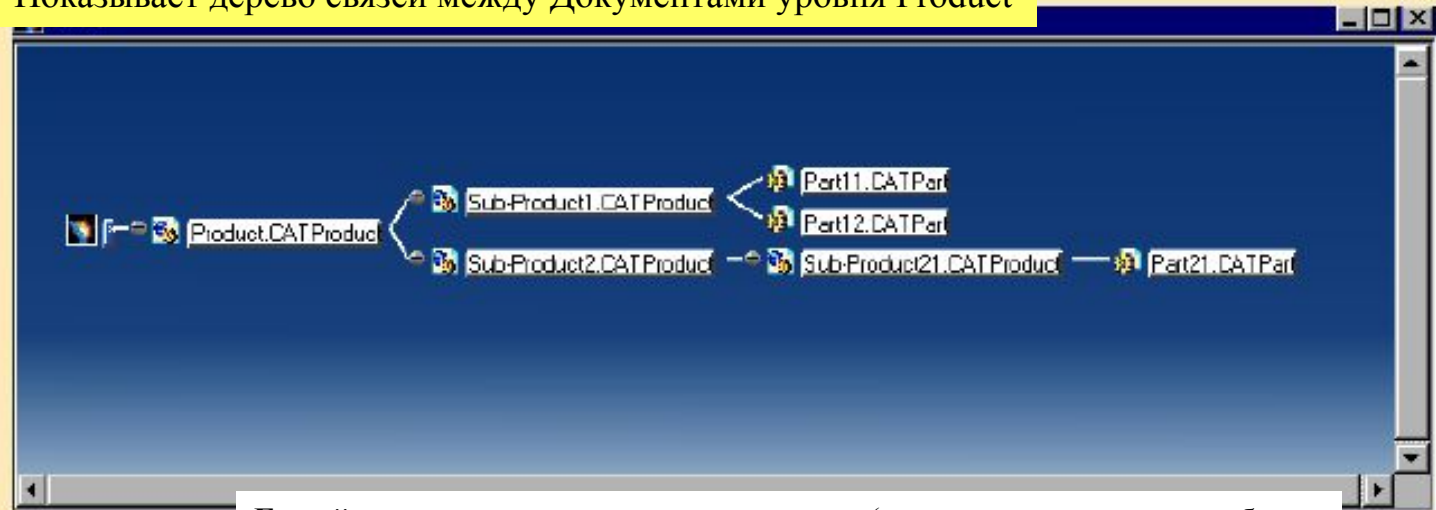 Показывает дерево связей между Документами уровня Product
Part11.CATPart
Sub-Product1.CATProduct
Product.CATProduct
Part12.CATPart
Sub-Product2.CATProduct
Sub-Product21.CATProduct
Part21.CATPart